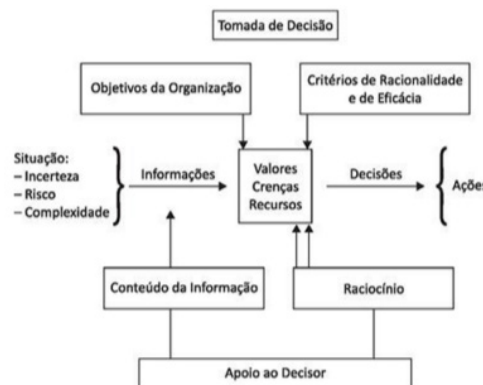 Tomada de Decisão
Objetivos da Organização
Critérios de Racionalidade
e de Eficácia
Situação:
– Incerteza
– Risco
– Complexidade
Informações
Valores
Crenças
Recursos
Decisões
Ações
Conteúdo da Informação
Raciocínio
Apoio ao Decisor